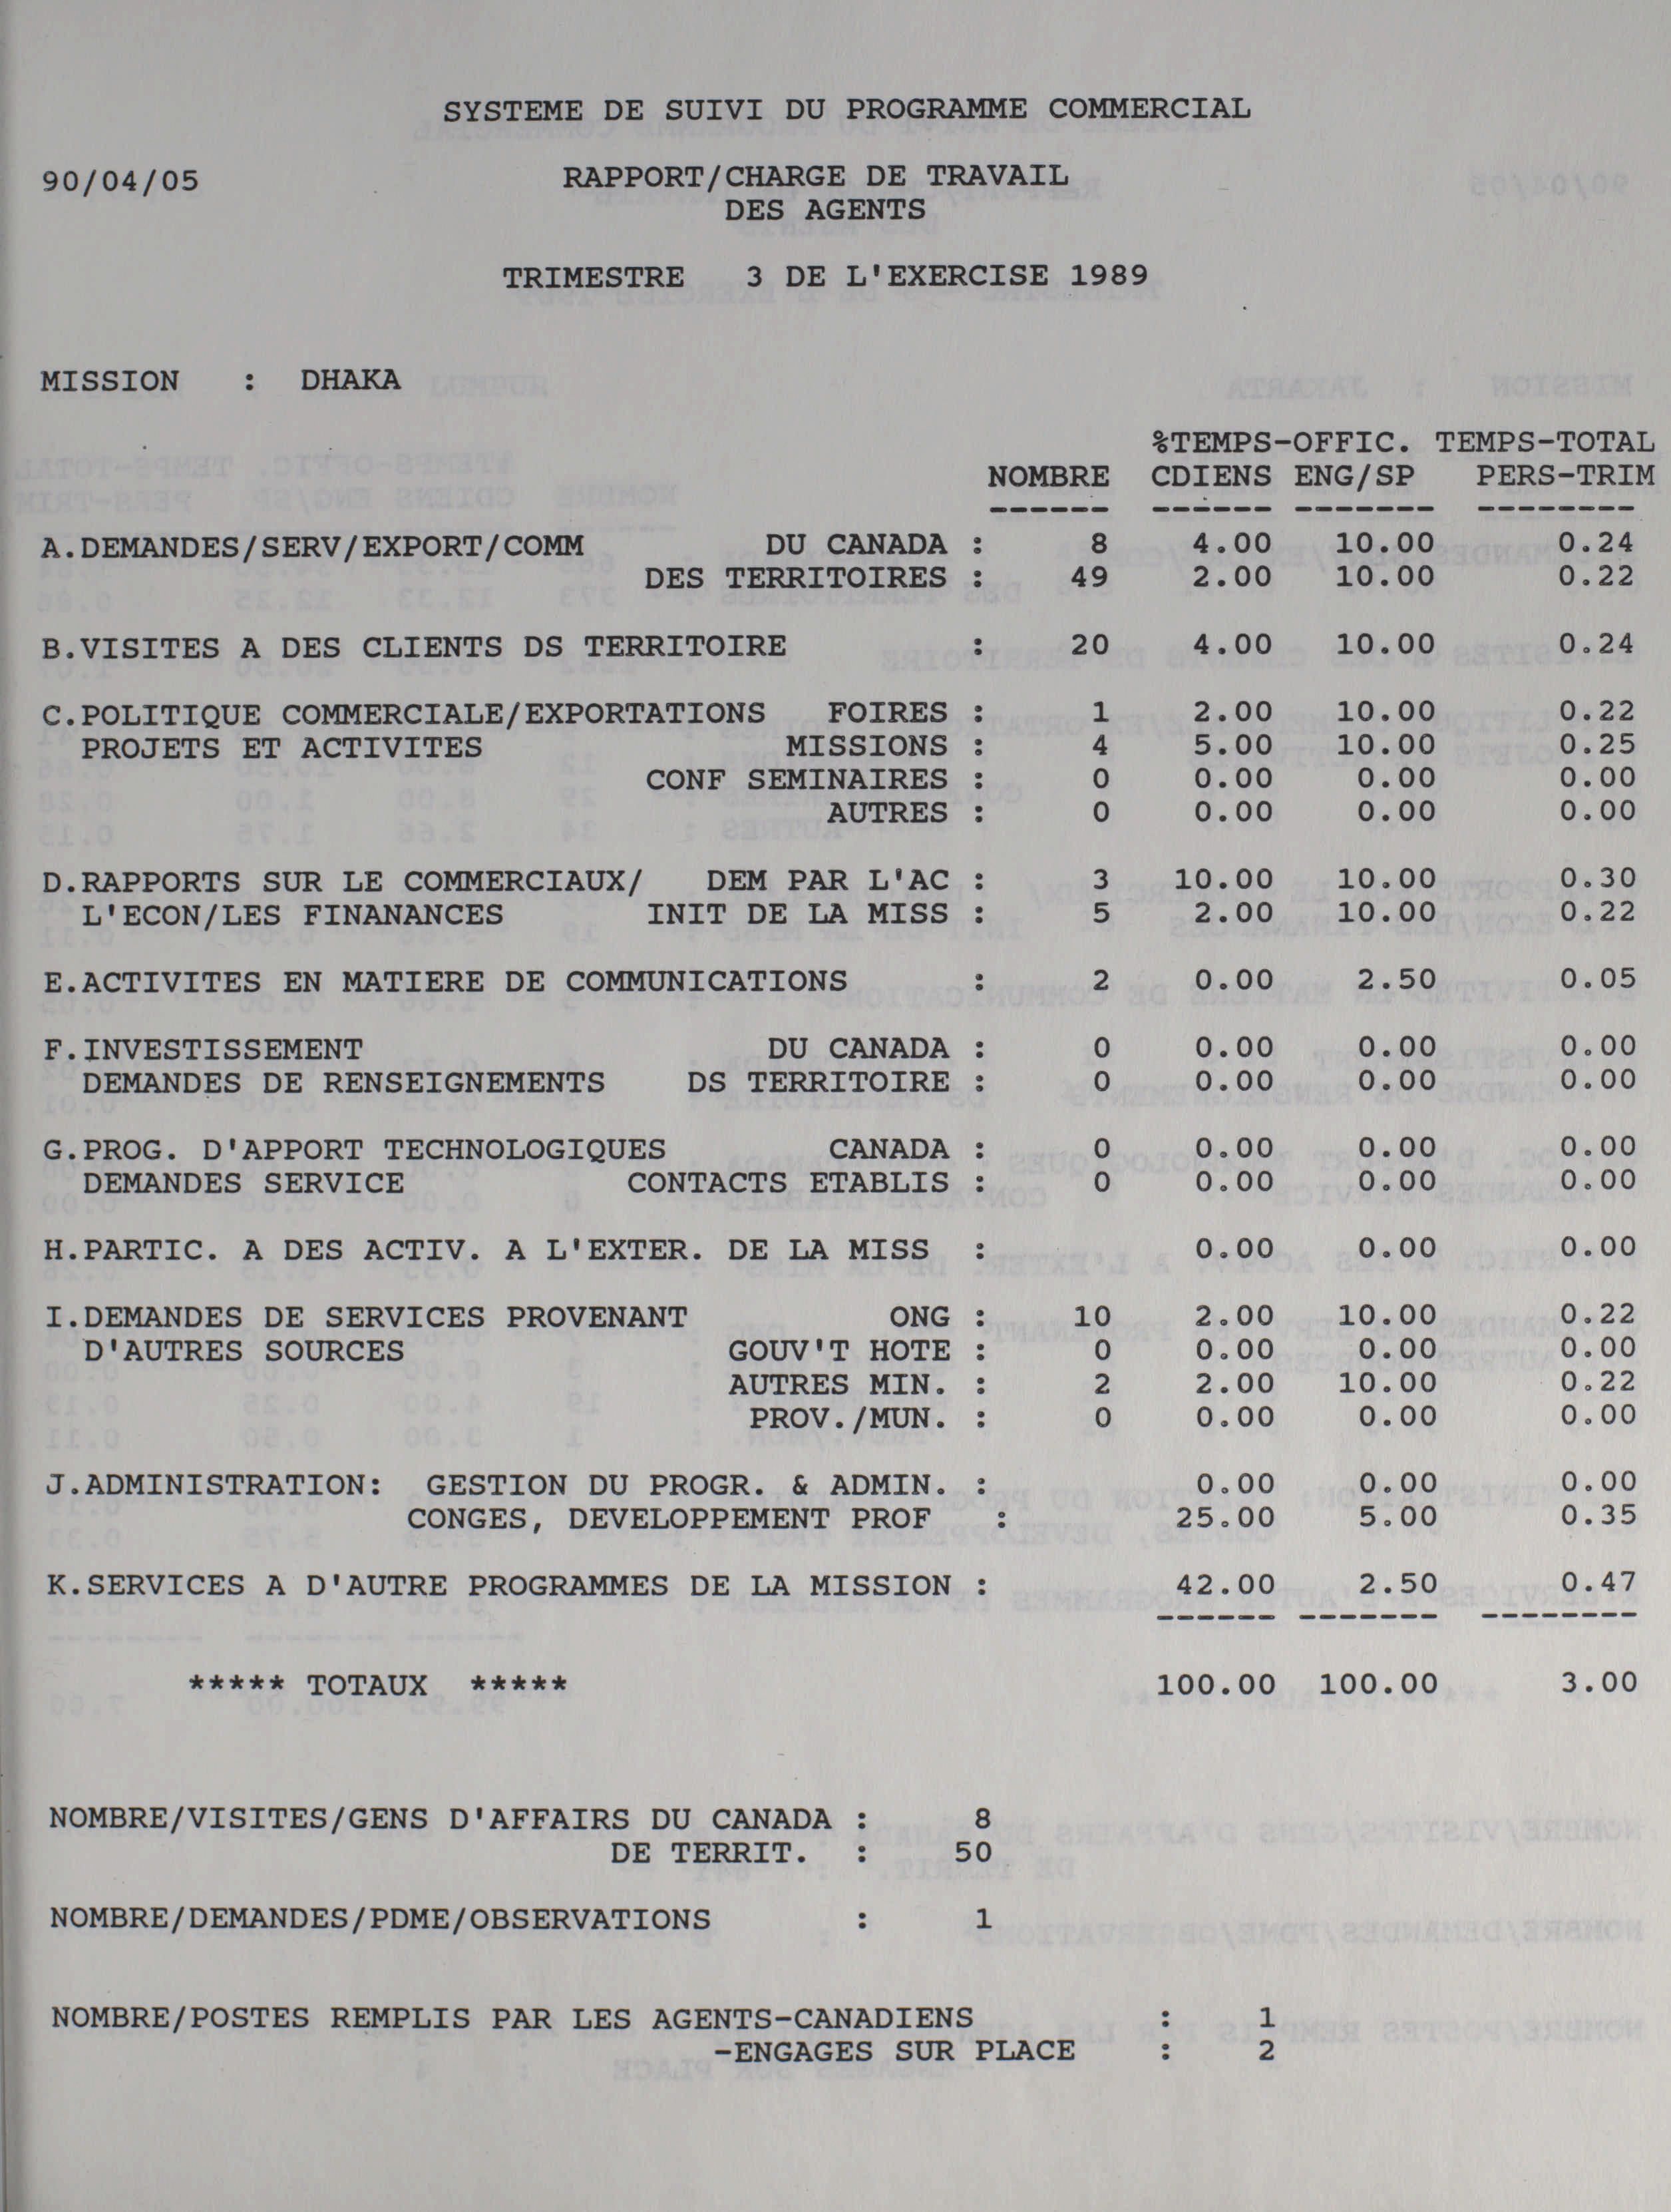 SYSTEME DE SUIVI DU PROGRAMME COMMERCIAL
90/04/05 RAPPORT/CHARGE DE TRAVAIL
DES AGENTS
TRIMESTRE 3 DE L'EXERCISE 1989
MISSION : DHAKA
%TEMPS-OFFIC. TEMPS-TOTAL
NOMBRE CDIENS ENG/SP PERS-TRIM
------ ------ ------- --------
A.DEMANDES/SERV/EXPORT/COMM DU CANADA : 8 4.00 10.00 0.24
DES TERRITOIRES : 49 2.00 10.00 0.22
B.VISITES A DES CLIENTS DS TERRITOIRE : 20 4.00 10.00 0.24
C.POLITIQUE COMMERCIALE/EXPORTATIONS FOIRES : 1 2.00 10.00 0.22
PROJETS ET ACTIVITES MISSIONS : 4 5.00 10.00 0.25
CONF SEMINAIRES : 0 0.00 0.00 0.00
AUTRES : 0 0.00 0.00 0.00
D.RAPPORTS SUR LE COMMERCIAUX/ DEM PAR L'AC : 3 10.00 10.00 0.30
L'ECON/LES FINANANCES INIT DE LA MISS : 5 2.00 10.00 0.22
E.ACTIVITES EN MATIERE DE COMMUNICATIONS : 2 0.00 2.50 0.05
F.INVESTISSEMENT DU CANADA : 0 0.00 0.00 0.00
DEMANDES DE RENSEIGNEMENTS DS TERRITOIRE : 0 0.00 0.00 0.00
G.PROG. D'APPORT TECHNOLOGIQUES CANADA : 0 0.00 0.00 0.00
DEMANDES SERVICE CONTACTS ETABLIS : 0 0.00 0.00 0.00
H.PARTIC. A DES ACTIV. A L'EXTER. DE LA MISS : 0.00 0.00 0.00
I.DEMANDES DE SERVICES PROVENANT ONG : 10 2.00 10.00 0.22
D'AUTRES SOURCES GOUV'T HOTE : 0 0.00 0.00 0.00
AUTRES MIN. : 2 2.00 10.00 0.22
PROV./MUN. : 0 0.00 0.00 0.00
J.ADMINISTRATION: GESTION DU PROGR. & ADMIN. : 0.00 0.00 0.00
CONGES, DEVELOPPEMENT PROF : 25.00 5.00 0.35
K.SERVICES A D'AUTRE PROGRAMMES DE LA MISSION : 42.00 2.50 0.47
------ ------- --------
***** TOTAUX ***** 100.00 100.00 3.00
NOMBRE/VISITES/GENS D'AFFAIRS DU CANADA : 8
DE TERRIT. : 50
NOMBRE/DEMANDES/PDME/OBSERVATIONS : 1
NOMBRE/POSTES REMPLIS PAR LES AGENTS-CANADIENS : 1
-ENGAGES SUR PLACE : 2